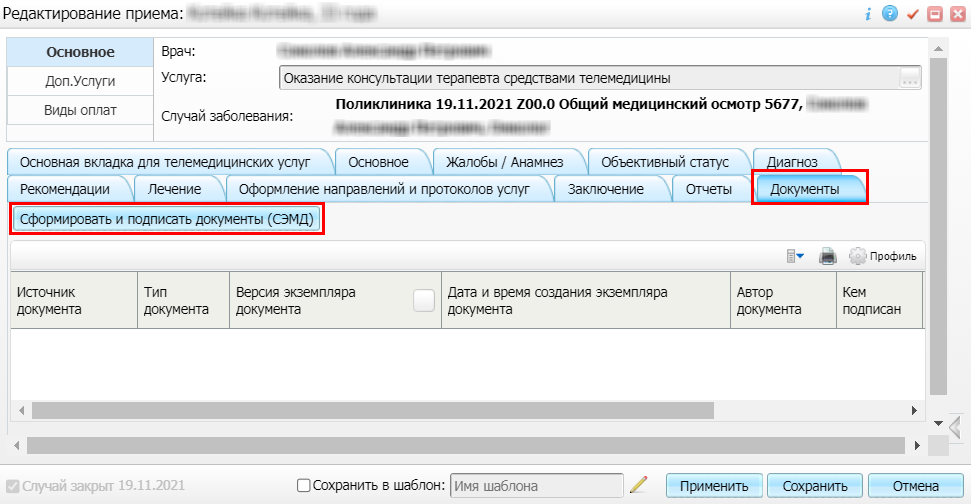 Редактирование приема:
Основное
Доп.Услуги
Виды оплат
Врач:
Услуга: Оказание консультации терапевта средствами телемедицины ...
Случай заболевания: Поликлиника 19.11.2021 Z00.0 Общий медицинский осмотр 5677,
Основная вкладка для телемедицинских услуг Основное Жалобы / Анамнез Объективный статус Диагноз
Рекомендации Лечение Оформление направлений и протоколов услуг Заключение Отчеты Документы
Сформировать и подписать документы (СЭМД)
Профиль
Источник документа Тип документа Версия экземпляра документа Дата и время создания экземпляра документа Автор документа Кем подписан
Случай закрыт 19.11.2021 Сохранить в шаблон: Имя шаблона Применить Сохранить Отмена